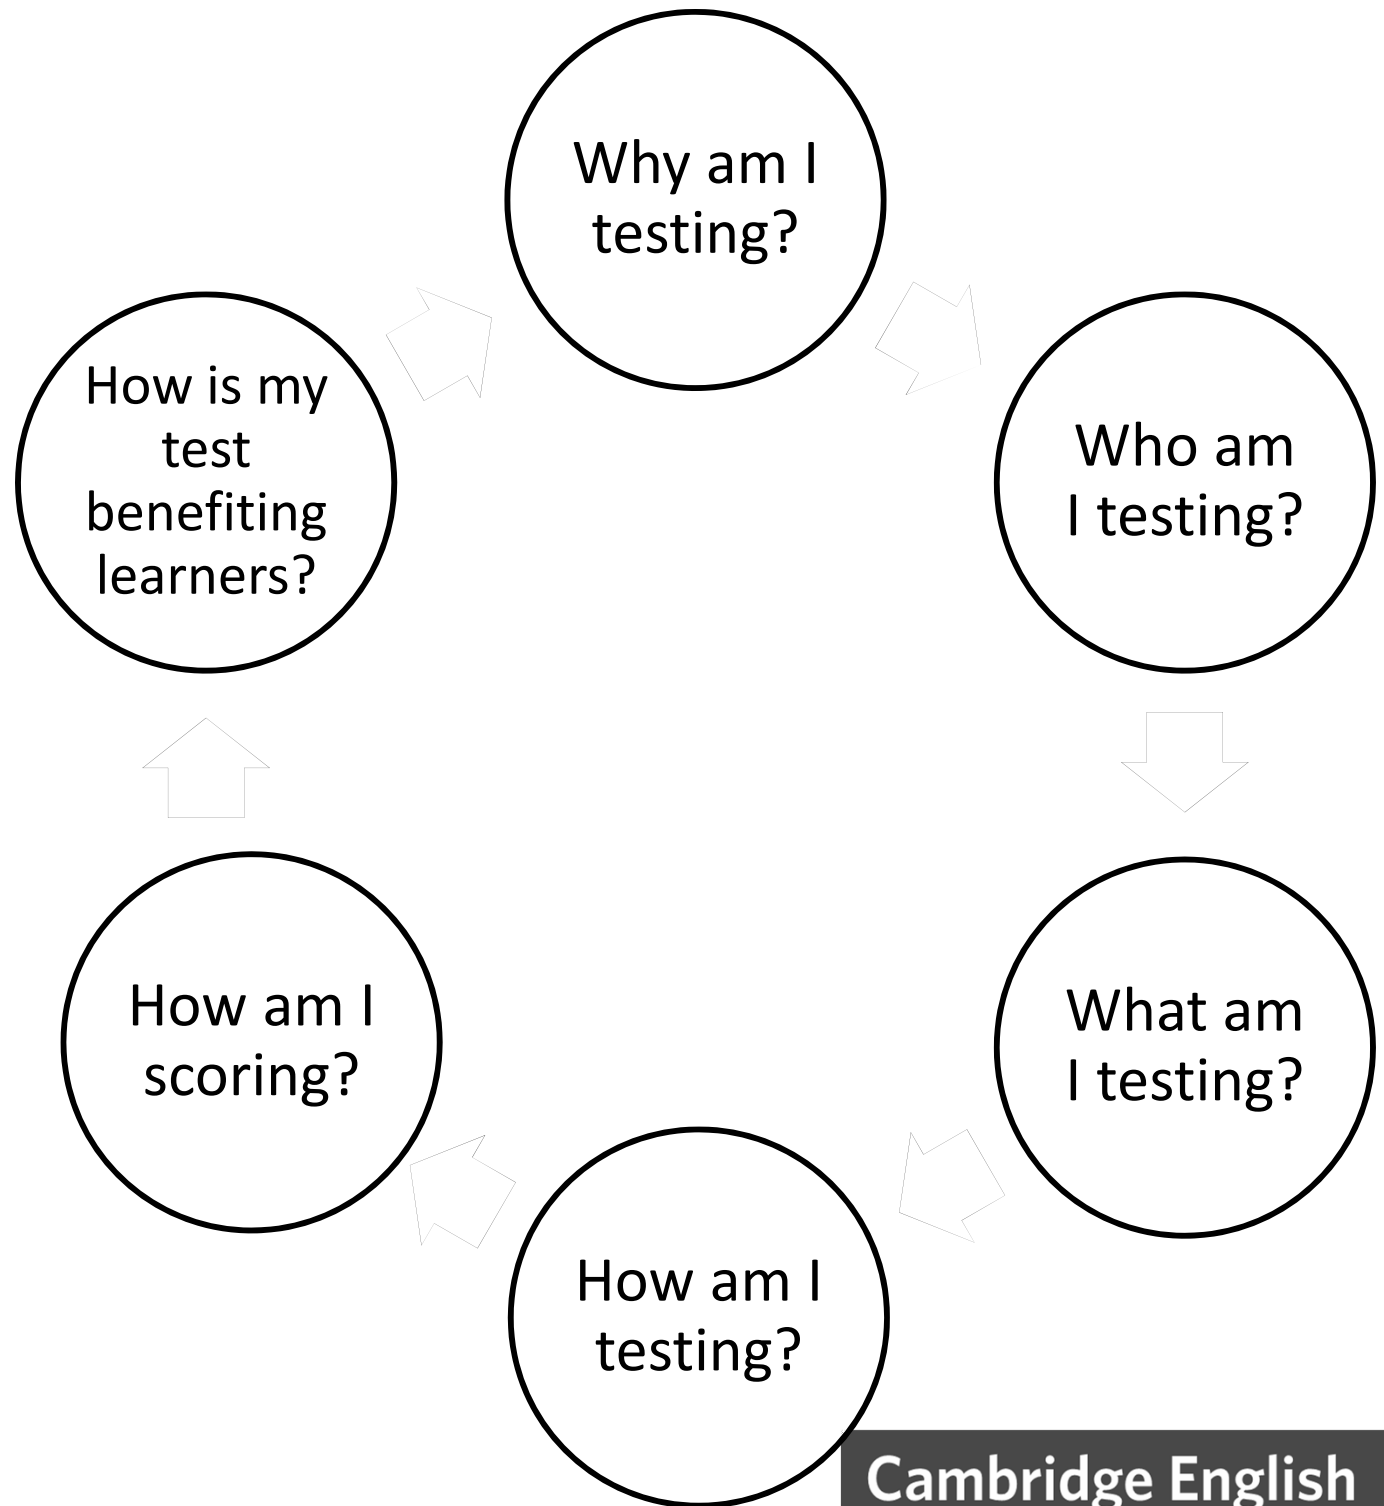 Why am I
testing?
Who am
I testing?
What am
I testing?
How am I
testing?
How am I
scoring?
How is my
test
benefiting
learners?
Cambridge English